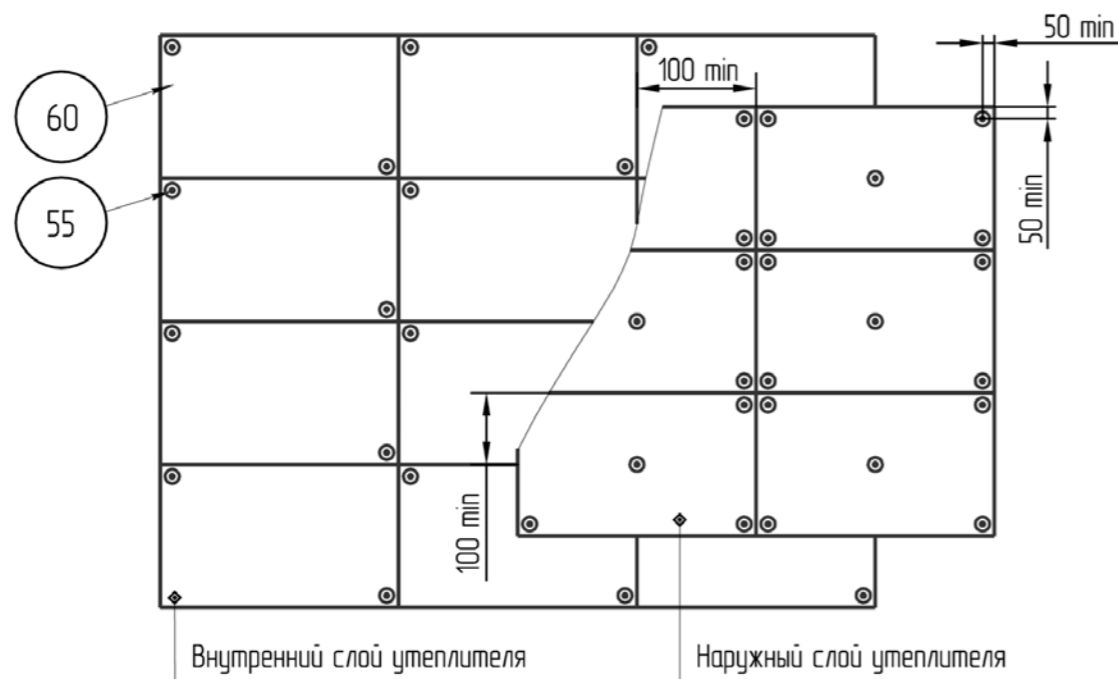 50 min
100 min
60
55
50 min
100 min
Внутренний слой утеплителя
Наружный слой утеплителя